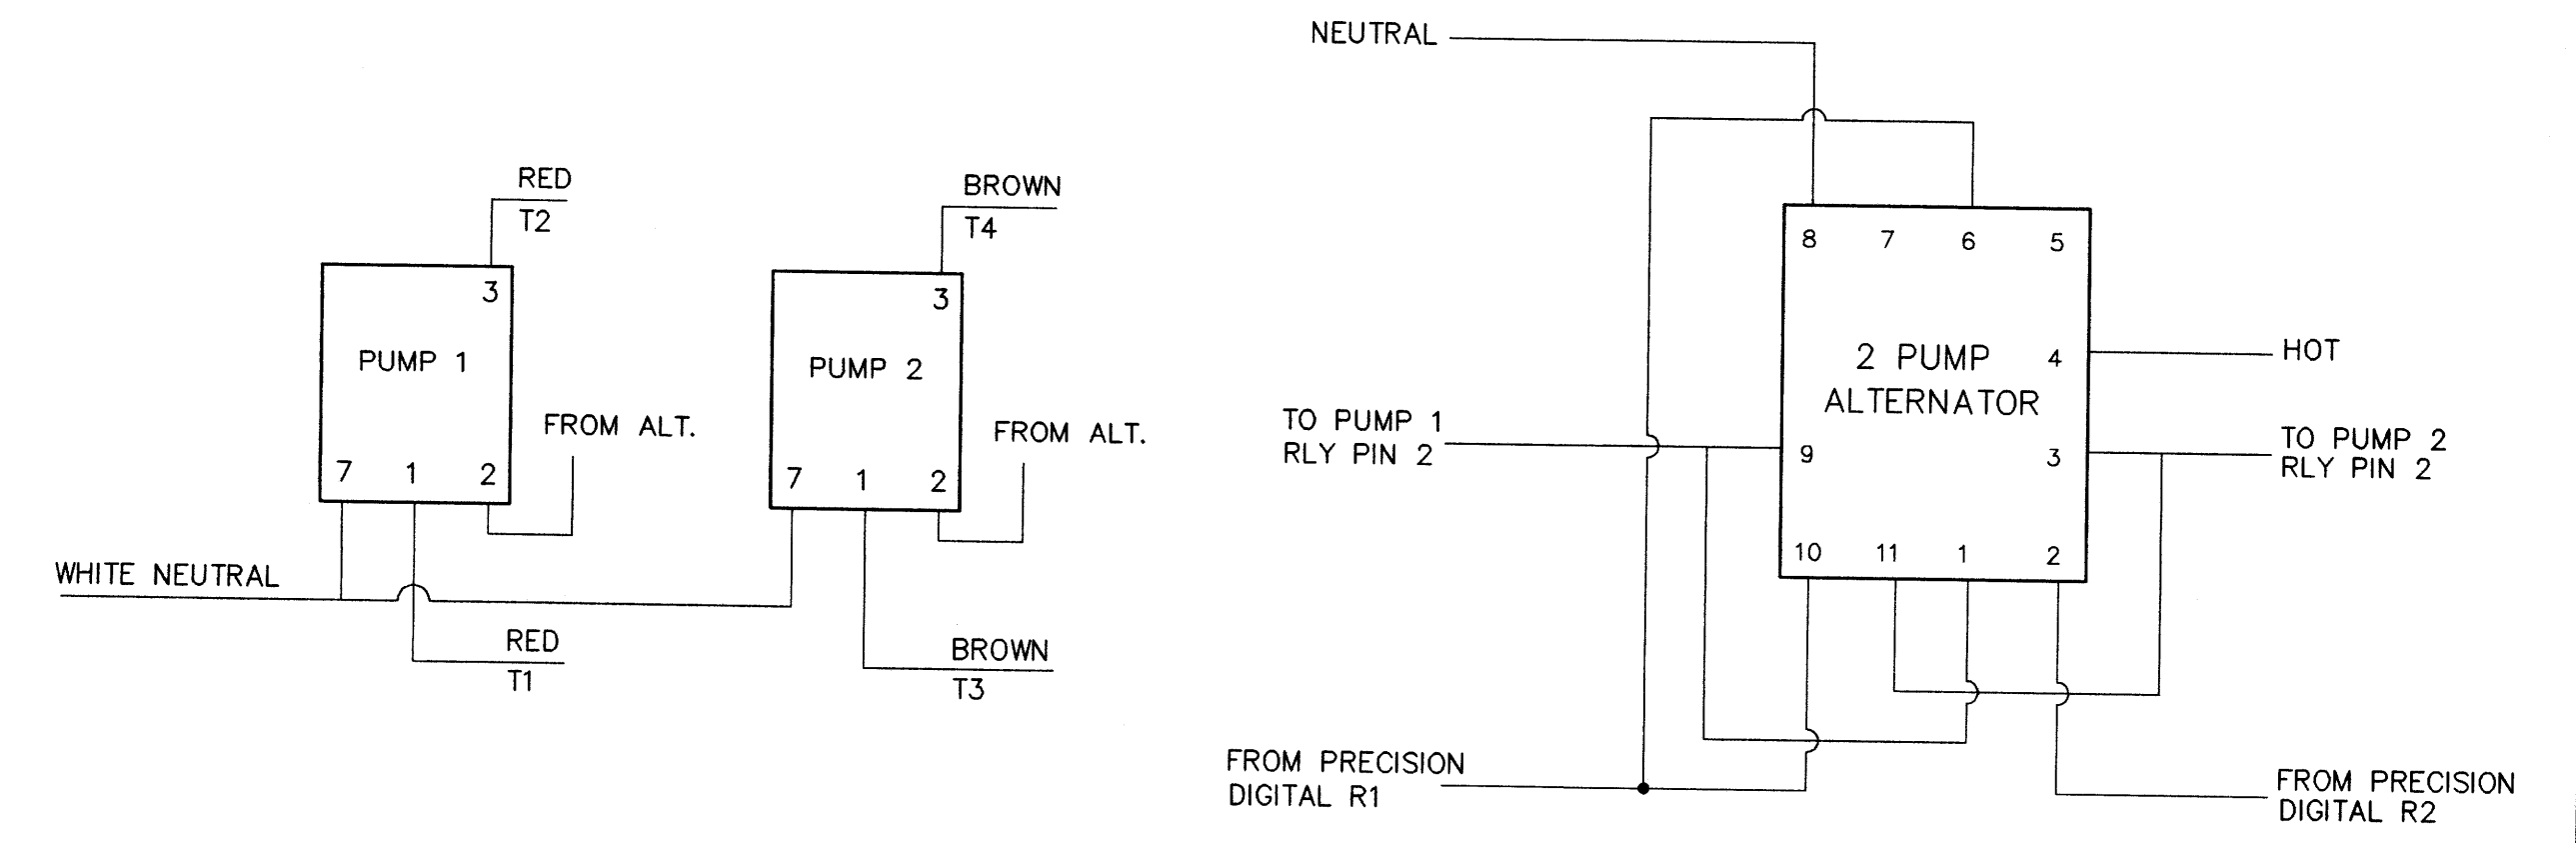 NEUTRAL
RED
T2
BROWN
T4
3
PUMP 1
FROM ALT.
7 1 2
3
PUMP 2
FROM ALT.
7 1 2
WHITE NEUTRAL
RED
T1
BROWN
T3
8 7 6 5
2 PUMP
ALTERNATOR
4
HOT
TO PUMP 1
RLY PIN 2
9
3
TO PUMP 2
RLY PIN 2
10 11 1 2
FROM PRECISION
DIGITAL R1
FROM PRECISION
DIGITAL R2